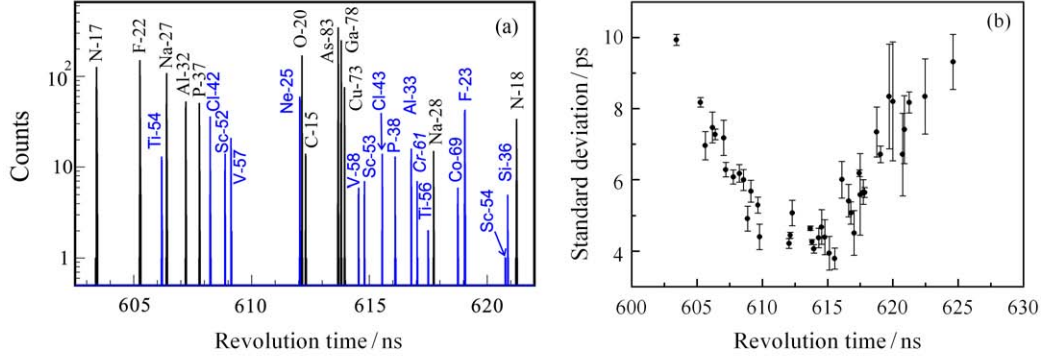 (a)
N-17
F-22
Ti-54
Na-27
Al-32
P-37
Cl-42
Sc-52
V-57
Ne-25
O-20
C-15
As-83
Ga-78
Cu-73
V-58
Sc-53
Cl-43
P-38
Al-33
Cr-61
Ti-56
Na-28
Co-69
F-23
Sc-54
Si-36
N-18
Counts
10²
10
1
605 610 615 620
Revolution time / ns
(b)
Standard deviation / ps
10
8
6
4
600 605 610 615 620 625 630
Revolution time / ns